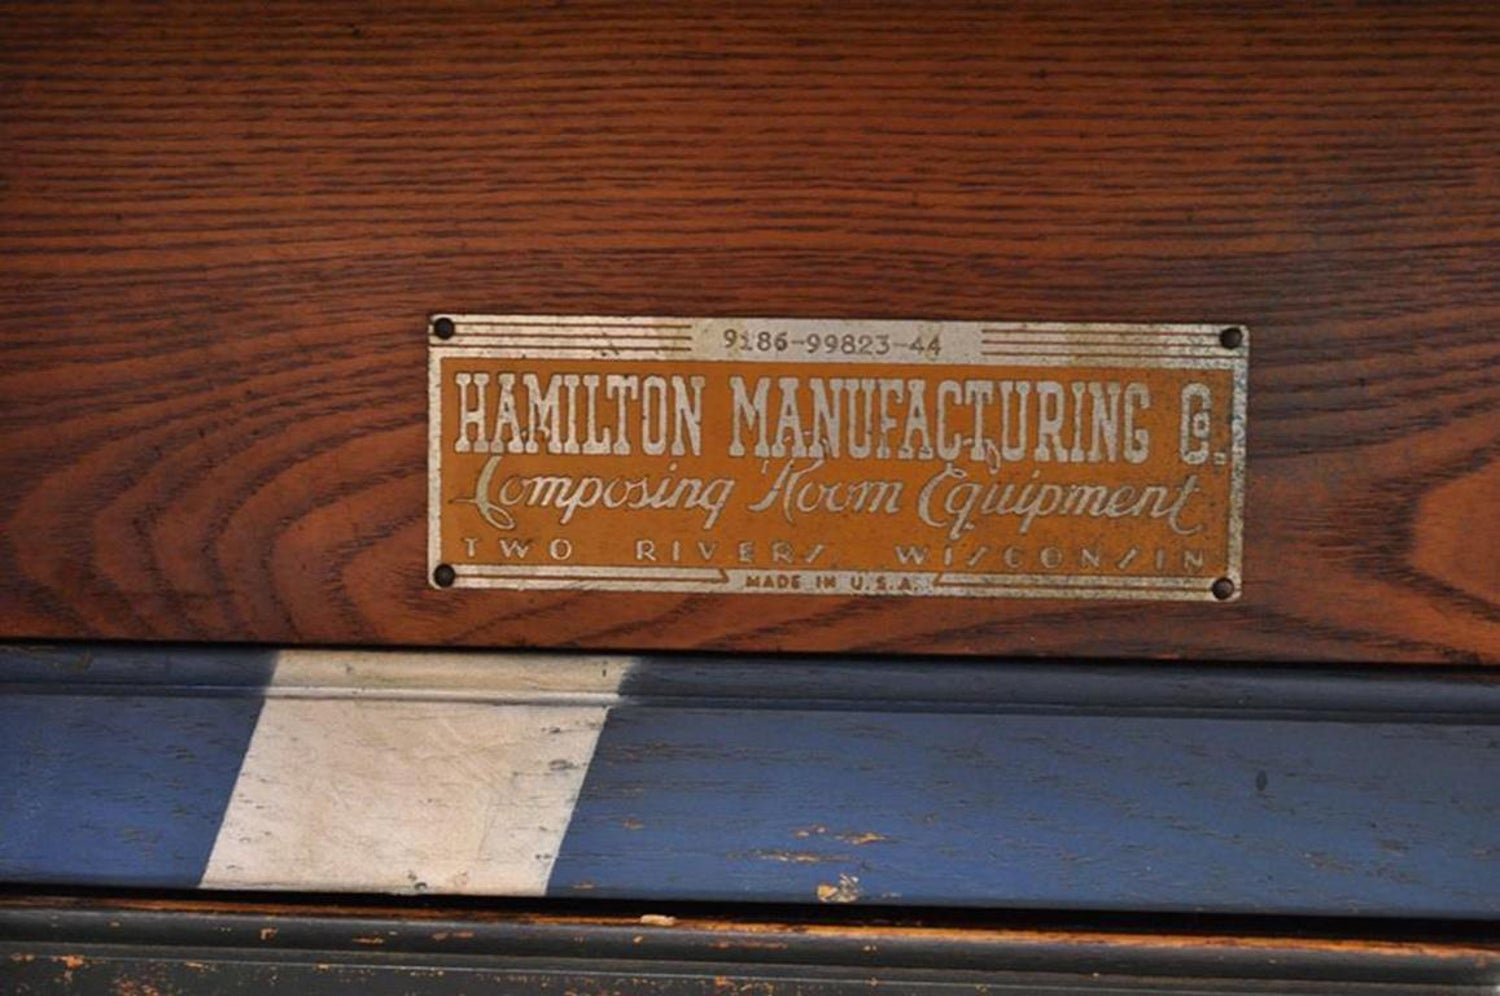 9186-99823-44
HAMILTON MANUFACTURING Co.
Composing Room Equipment
TWO RIVERS, WISCONSIN
MADE IN U.S.A.